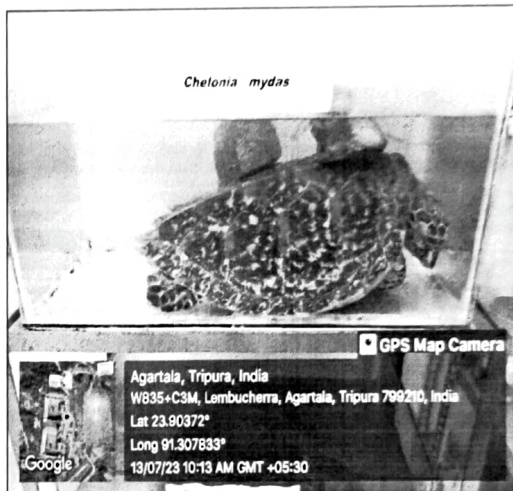 Chelonia mydas
GPS Map Camera
Agartala, Tripura, India
W835+C3M, Lembucherra, Agartala, Tripura 799210, India
Lat 23.90372°
Long 91.307833°
13/07/23 10:13 AM GMT +05:30
Google